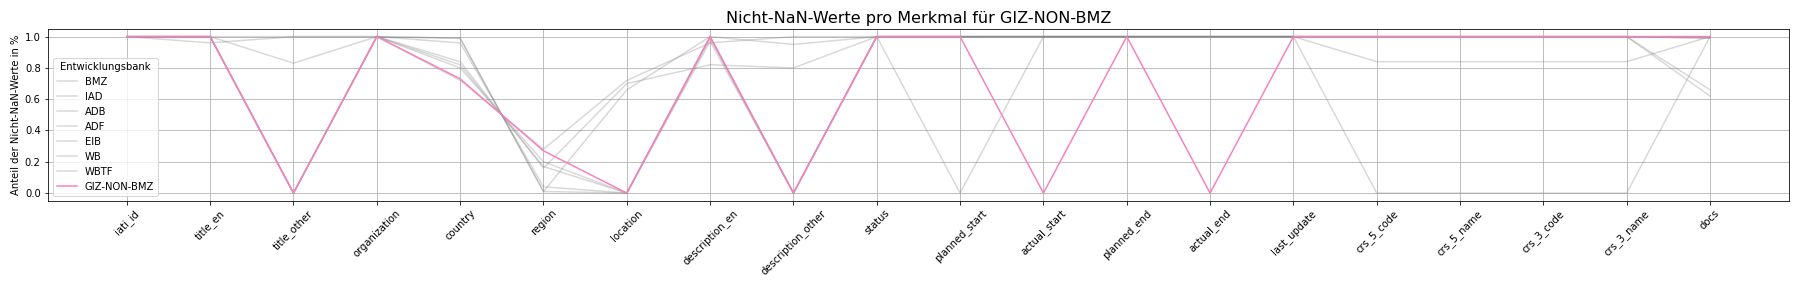 Nicht-NaN-Werte pro Merkmal für GIZ-NON-BMZ
Anteil der Nicht-NaN-Werte in %
1.0
0.8
0.6
0.4
0.2
0.0
Entwicklungsbank
BMZ
IAD
ADB
ADF
EIB
WB
WBTF
GIZ-NON-BMZ
iati_id
title_en
title_other
organization
country
region
location
description_en
description_other
status
planned_start
actual_start
planned_end
actual_end
last_update
crs_5_code
crs_5_name
crs_3_code
crs_3_name
docs